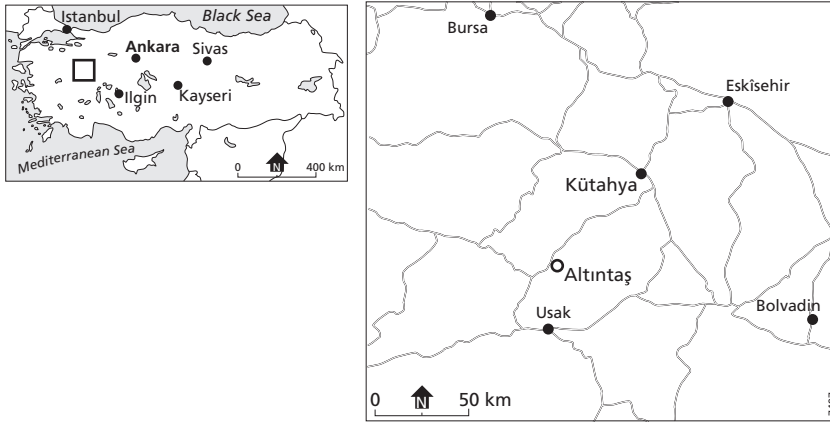 Black Sea
Istanbul
Ankara
Sivas
Ilgin
Kayseri
Mediterranean Sea
0
N
400 km
Bursa
Eskîsehir
Kütahya
Altıntaş
Usak
Bolvadin
0
N
50 km